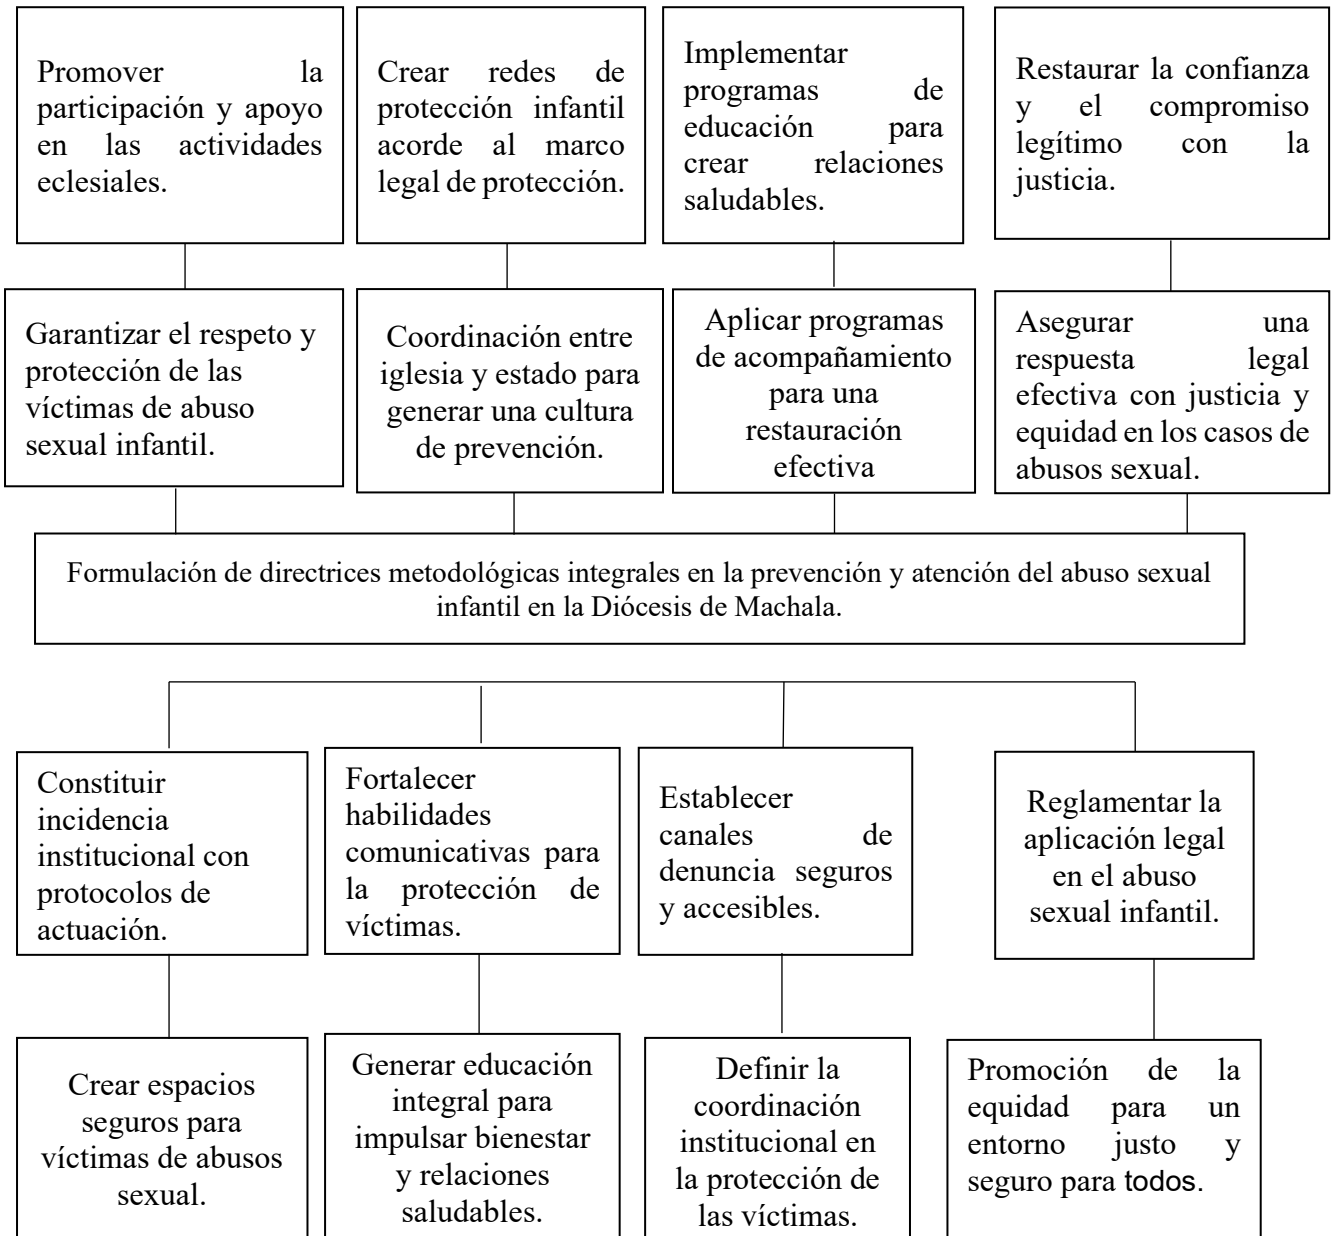 Promover la
participación y apoyo
en las actividades
eclesiales.
Crear redes de
protección infantil
acorde al marco
legal de protección.
Implementar
programas de
educación para
crear relaciones
saludables.
Restaurar la confianza
y el compromiso
legítimo con la
justicia.
Garantizar el respeto y
protección de las
víctimas de abuso
sexual infantil.
Coordinación entre
iglesia y estado para
generar una cultura
de prevención.
Aplicar programas
de acompañamiento
para una
restauración
efectiva
Asegurar una
respuesta legal
efectiva con justicia y
equidad en los casos de
abusos sexual.
Formulación de directrices metodológicas integrales en la prevención y atención del abuso sexual
infantil en la Diócesis de Machala.
Constituir
incidencia
institucional con
protocolos de
actuación.
Fortalecer
habilidades
comunicativas para
la protección de
víctimas.
Establecer
canales de
denuncia seguros
y accesibles.
Reglamentar la
aplicación legal
en el abuso
sexual infantil.
Crear espacios
seguros para
víctimas de abusos
sexual.
Generar educación
integral para
impulsar bienestar
y relaciones
saludables.
Definir la
coordinación
institucional en
la protección de
las víctimas.
Promoción de la
equidad para un
entorno justo y
seguro para todos.